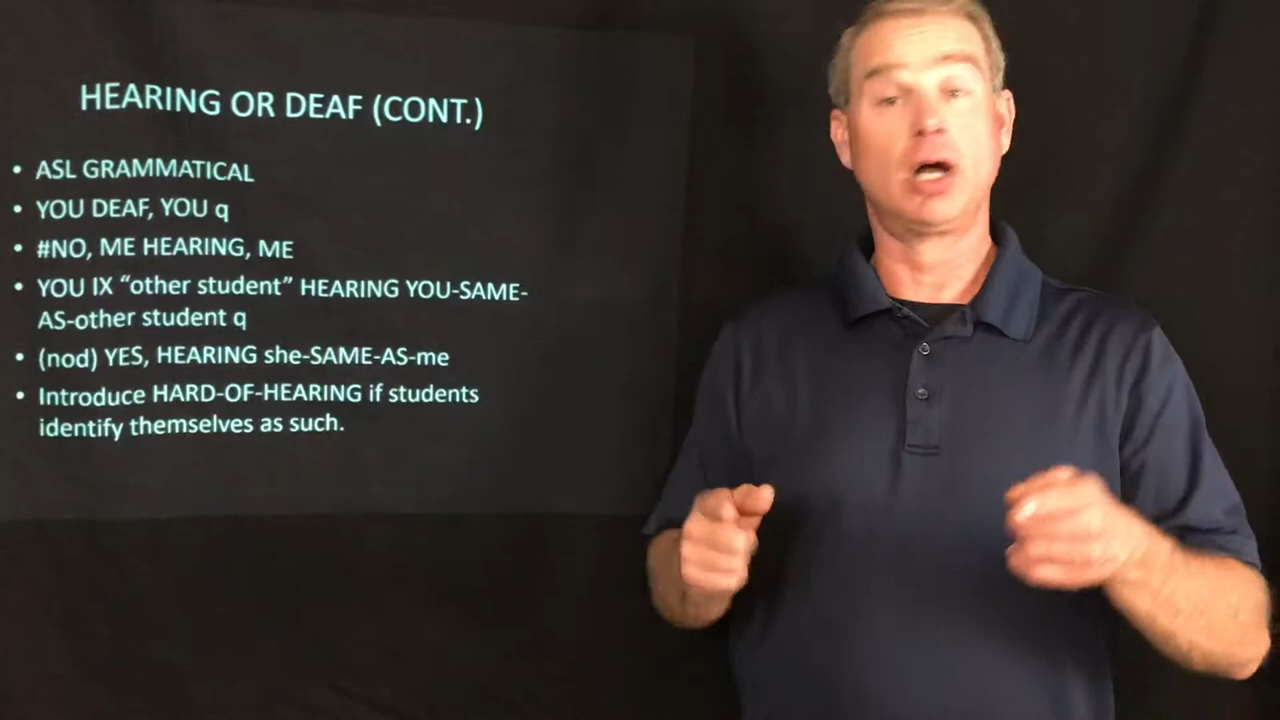 HEARING OR DEAF (CONT.)
• ASL GRAMMATICAL
• YOU DEAF, YOU q
• #NO, ME HEARING, ME
• YOU IX “other student” HEARING YOU-SAME-
AS-other student q
• (nod) YES, HEARING she-SAME-AS-me
• Introduce HARD-OF-HEARING if students
identify themselves as such.